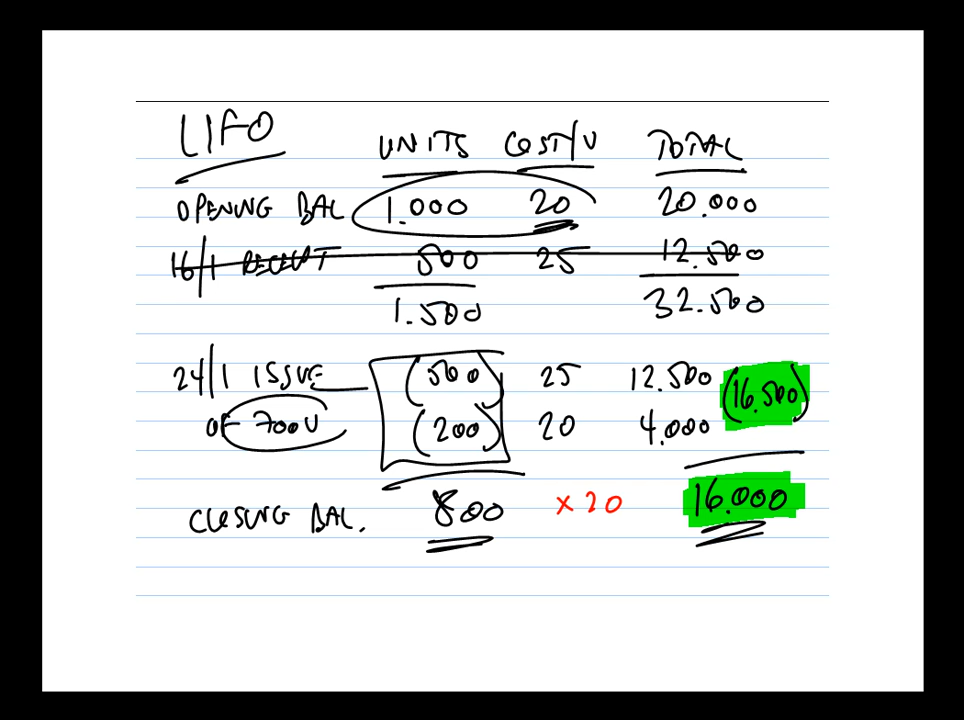 LIFO UNITS COST/U TOTAL
OPENING BAL 1.000 20 20.000
16/1 RECEIPT 500 25 12.500
1.500 32.500
24/1 ISSUE (500) 25 12.500 (16.500)
OF 700U (200) 20 4.000
CLOSING BAL. 800 x 20 16.000